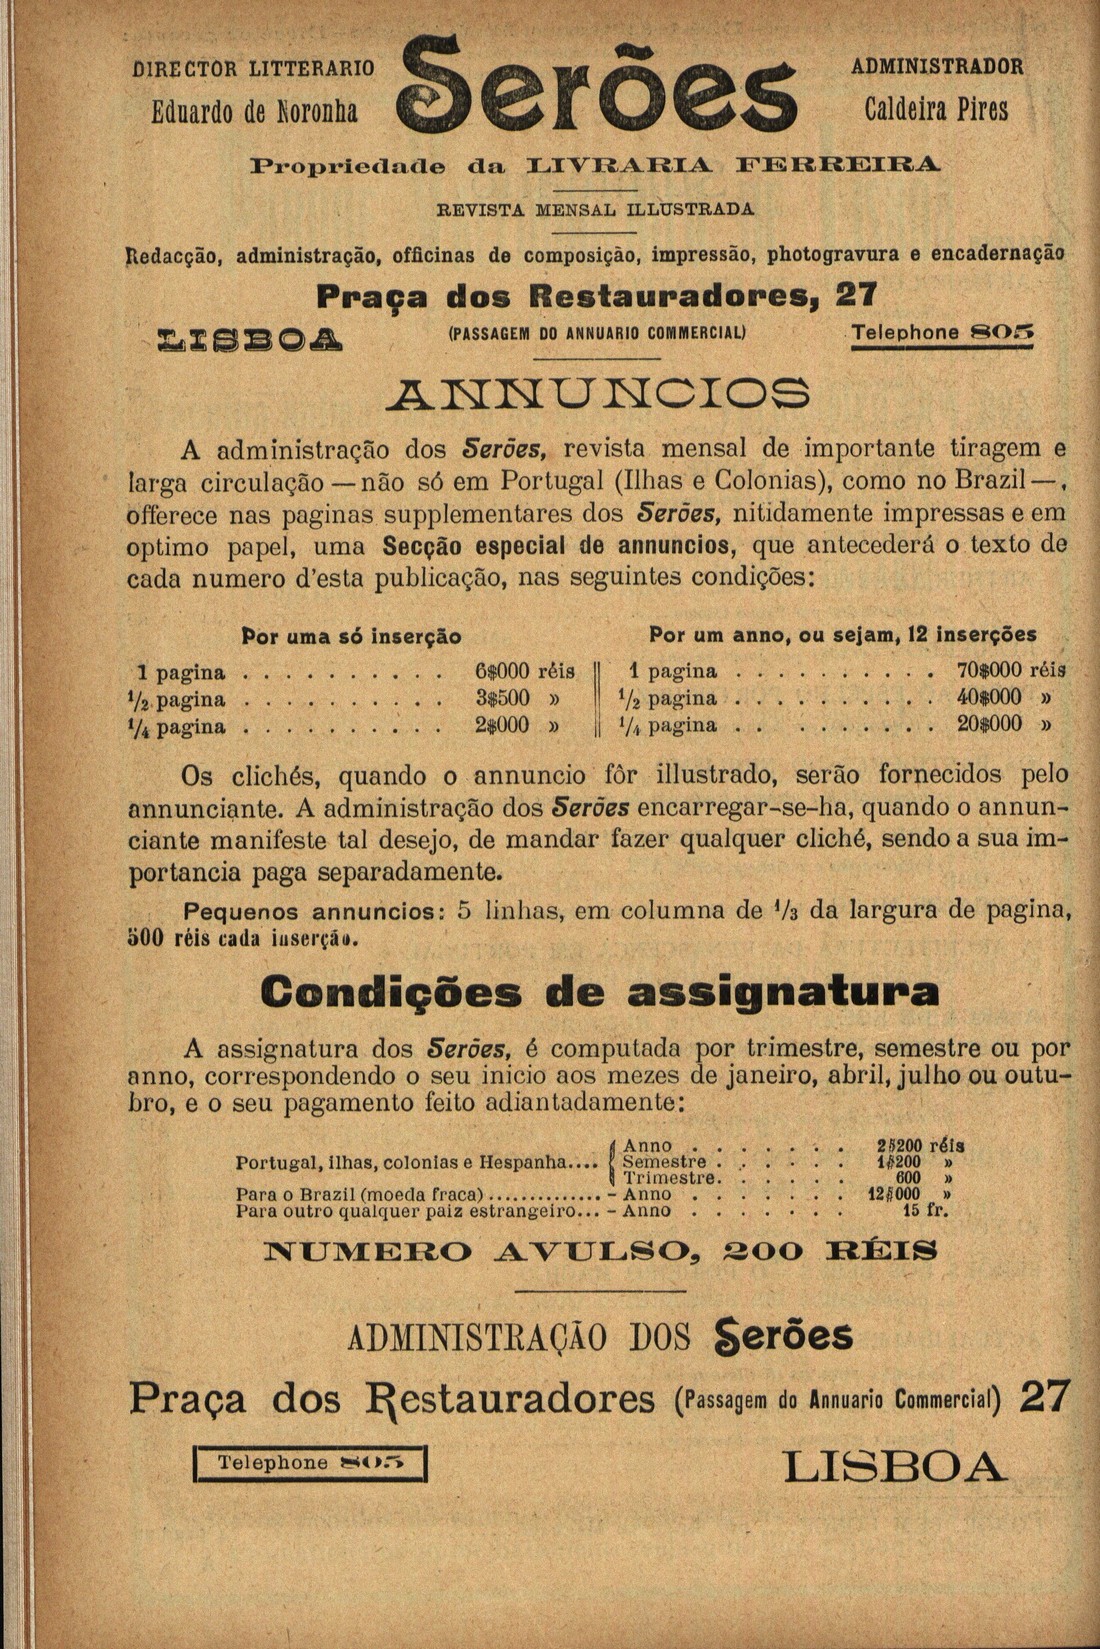 DIRECTOR LITTERARIO
Eduardo de Noronha
Serões
ADMINISTRADOR
Caldeira Pires
Propriedade da LIVRARIA FERREIRA
REVISTA MENSAL ILLUSTRADA
Redacção, administração, officinas de composição, impressão, photogravura e encadernação
Praça dos Restauradores, 27
LISBOA (PASSAGEM DO ANNUARIO COMMERCIAL) Telephone 805
ANNUNCIOS
A administração dos Serões, revista mensal de importante tiragem e
larga circulação — não só em Portugal (Ilhas e Colonias), como no Brazil —,
offerece nas paginas supplementares dos Serões, nitidamente impressas e em
optimo papel, uma Secção especial de annuncios, que antecederá o texto de
cada numero d'esta publicação, nas seguintes condições:
Por uma só inserção
1 pagina . . . . . . . . . . 6$000 réis
1/2 pagina . . . . . . . . . . 3$500 »
1/4 pagina . . . . . . . . . . 2$000 »
Por um anno, ou sejam, 12 inserções
1 pagina . . . . . . . . . . 70$000 réis
1/2 pagina . . . . . . . . . . 40$000 »
1/4 pagina . . . . . . . . . 20$000 »
Os clichés, quando o annuncio fôr illustrado, serão fornecidos pelo
annunciante. A administração dos Serões encarregar-se-ha, quando o annun-
ciante manifeste tal desejo, de mandar fazer qualquer cliché, sendo a sua im-
portancia paga separadamente.
Pequenos annuncios: 5 linhas, em columna de 1/3 da largura de pagina,
500 réis cada inserção.
Condições de assignatura
A assignatura dos Serões, é computada por trimestre, semestre ou por
anno, correspondendo o seu inicio aos mezes de janeiro, abril, julho ou outu-
bro, e o seu pagamento feito adiantadamente:
Anno . . . . . . . 2$200 réis
Portugal, ilhas, colonias e Hespanha.... { Semestre . . . . . . 1$200 »
Trimestre. . . . . . 600 »
Para o Brazil (moeda fraca) .............. - Anno . . . . . . . 12$000 »
Para outro qualquer paiz estrangeiro... - Anno . . . . . . . 15 fr.
NUMERO AVULSO, 200 RÉIS
ADMINISTRAÇÃO DOS Serões
Praça dos Restauradores (Passagem do Annuario Commercial) 27
Telephone 805
LISBOA